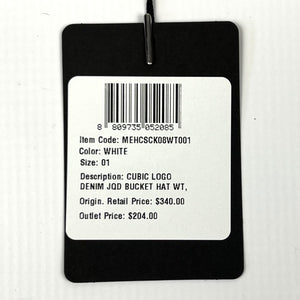 8 809735 052085
Item Code: MEHCSCK08WT001
Color: WHITE
Size: 01
Description: CUBIC LOGO
DENIM JQD BUCKET HAT WT,
Origin. Retail Price: $340.00
Outlet Price: $204.00